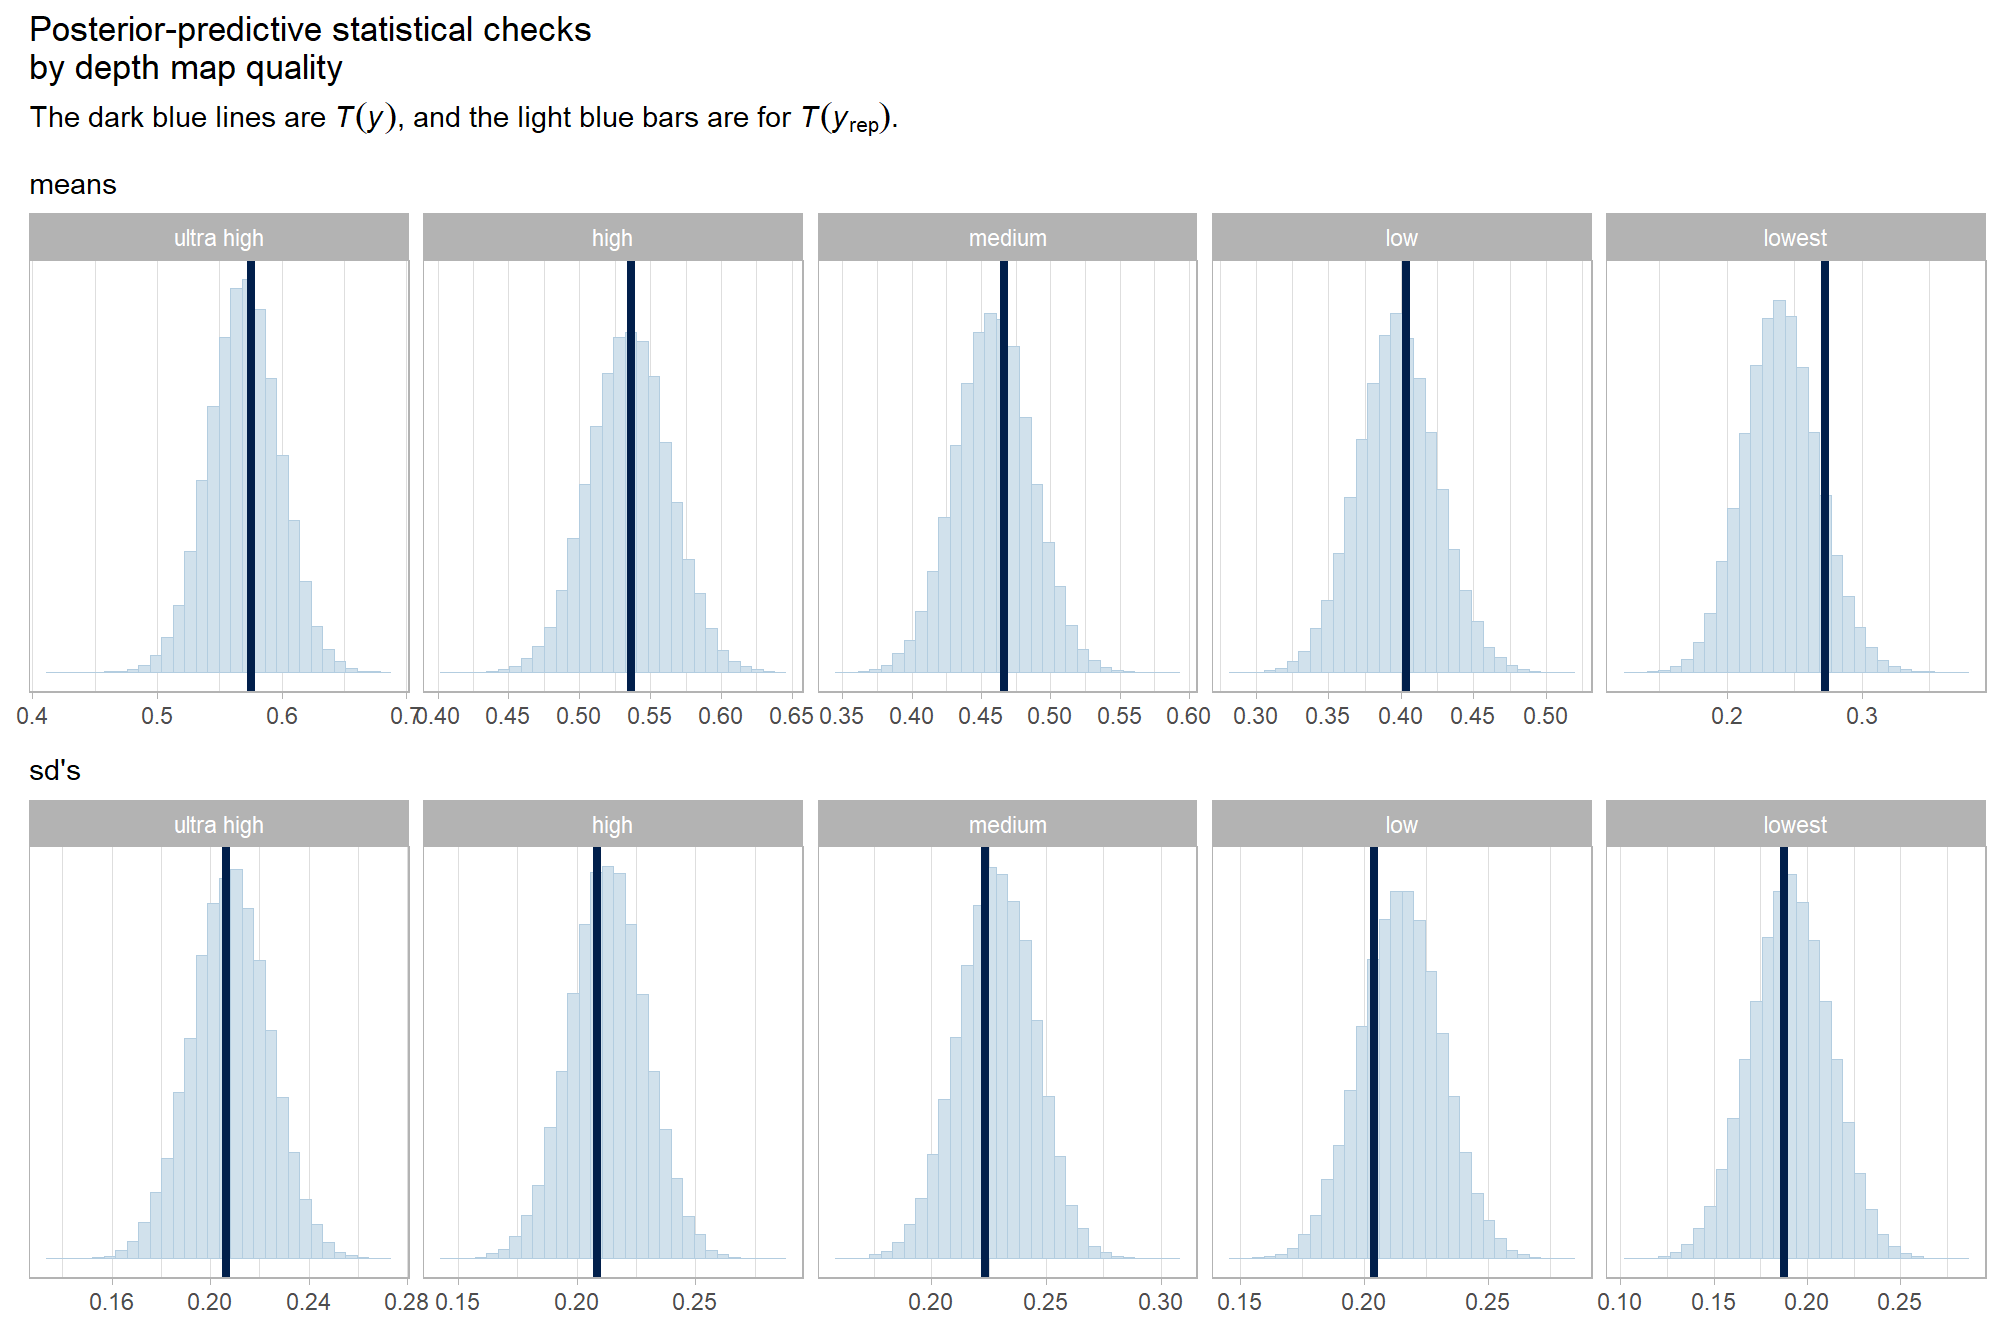 Posterior-predictive statistical checks
by depth map quality
The dark blue lines are T(y), and the light blue bars are for T(y_rep).
means
ultra high high medium low lowest
0.4 0.5 0.6 0.7 0.40 0.45 0.50 0.55 0.60 0.65 0.35 0.40 0.45 0.50 0.55 0.60 0.30 0.35 0.40 0.45 0.50 0.2 0.3
sd's
ultra high high medium low lowest
0.16 0.20 0.24 0.28 0.15 0.20 0.25 0.20 0.25 0.30 0.15 0.20 0.25 0.10 0.15 0.20 0.25